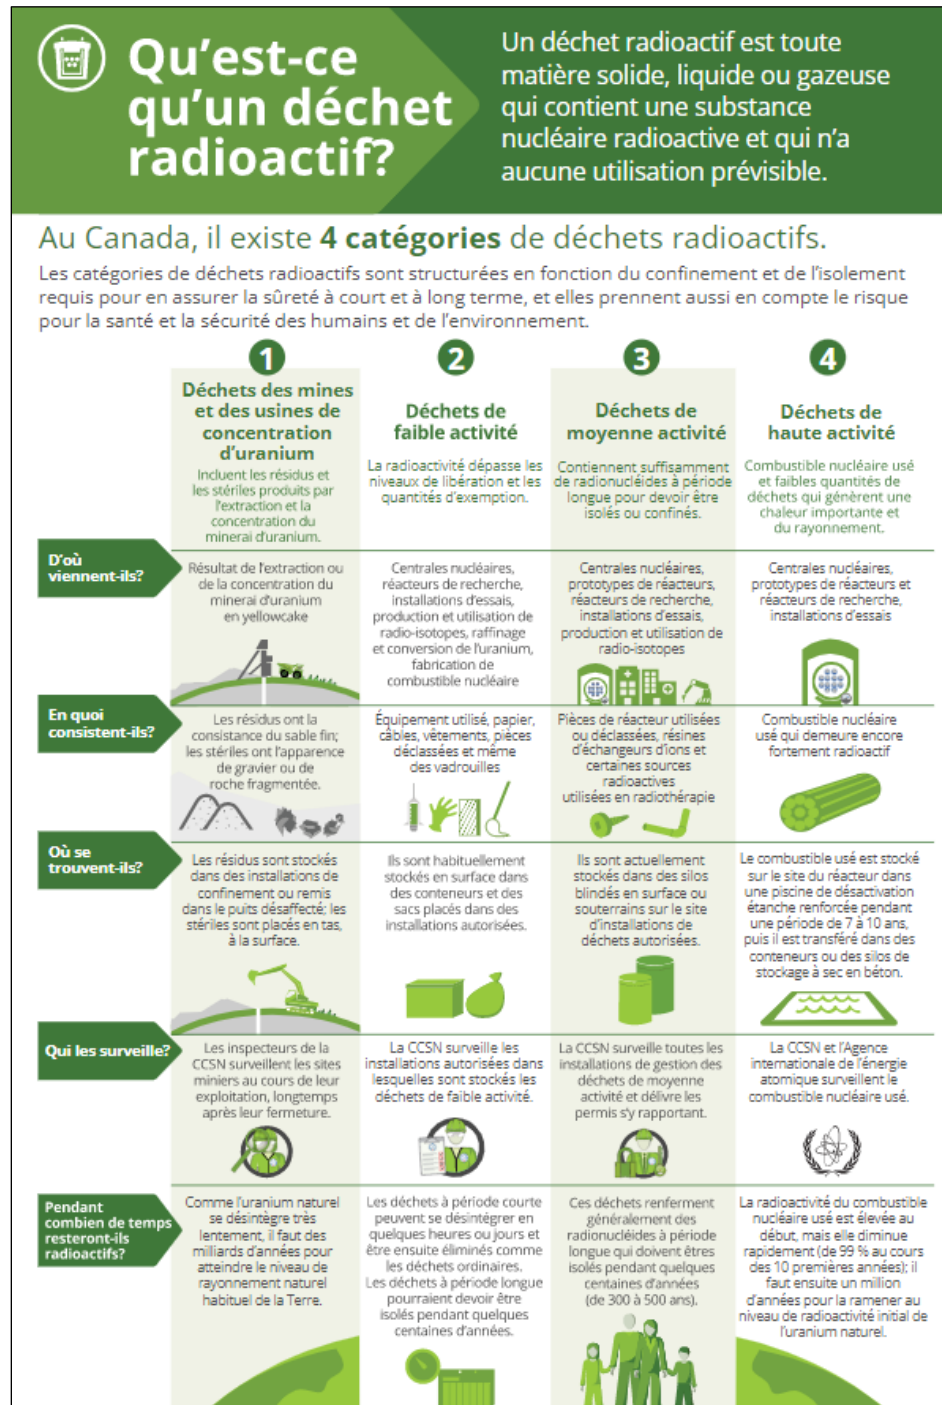 Qu’est-ce
qu’un déchet
radioactif?
Un déchet radioactif est toute
matière solide, liquide ou gazeuse
qui contient une substance
nucléaire radioactive et qui n’a
aucune utilisation prévisible.
Au Canada, il existe 4 catégories de déchets radioactifs.
Les catégories de déchets radioactifs sont structurées en fonction du confinement et de l’isolement
requis pour en assurer la sûreté à court et à long terme, et elles prennent aussi en compte le risque
pour la santé et la sécurité des humains et de l’environnement.
1
Déchets des mines
et des usines de
concentration
d’uranium
Incluent les résidus et
les stériles produits par
l’extraction et la
concentration du
minerai d’uranium.
2
Déchets de
faible activité
La radioactivité dépasse les
niveaux de libération et les
quantités d’exemption.
3
Déchets de
moyenne activité
Contiennent suffisamment
de radionucléides à période
longue pour devoir être
isolés ou confinés.
4
Déchets de
haute activité
Combustible nucléaire usé
et faibles quantités de
déchets qui génèrent une
chaleur importante et
du rayonnement.
D’où
viennent-ils?
Résultat de l’extraction ou
de la concentration du
minerai d’uranium
en yellowcake
Centrales nucléaires,
réacteurs de recherche,
installations d’essais,
production et utilisation de
radio-isotopes, raffinage
et conversion de l’uranium,
fabrication de
combustible nucléaire
Centrales nucléaires,
prototypes de réacteurs,
réacteurs de recherche,
installations d’essais,
production et utilisation de
radio-isotopes
Centrales nucléaires,
prototypes de réacteurs et
réacteurs de recherche,
installations d’essais
En quoi
consistent-ils?
Les résidus ont la
consistance du sable fin;
les stériles ont l’apparence
de gravier ou de
roche fragmentée.
Équipement utilisé, papier,
câbles, vêtements, pièces
déclassées et même
des vadrouilles
Pièces de réacteur utilisées
ou déclassées, résines
d’échangeurs d’ions et
certaines sources
radioactives
utilisées en radiothérapie
Combustible nucléaire
usé qui demeure encore
fortement radioactif
Où se
trouvent-ils?
Les résidus sont stockés
dans des installations de
confinement ou remis
dans le puits désaffecté; les
stériles sont placés en tas,
à la surface.
Ils sont habituellement
stockés en surface dans
des conteneurs et des
sacs placés dans des
installations autorisées.
Ils sont actuellement
stockés dans des silos
blindés en surface ou
souterrains sur le site
d’installations de
déchets autorisées.
Le combustible usé est stocké
sur le site du réacteur dans
une piscine de désactivation
étanche renforcée pendant
une période de 7 à 10 ans,
puis il est transféré dans des
conteneurs ou des silos de
stockage à sec en béton.
Qui les surveille?
Les inspecteurs de la
CCSN surveillent les sites
miniers au cours de leur
exploitation, longtemps
après leur fermeture.
La CCSN surveille les
installations autorisées dans
lesquelles sont stockés les
déchets de faible activité.
La CCSN surveille toutes les
installations de gestion des
déchets de moyenne
activité et délivre les
permis s’y rapportant.
La CCSN et l’Agence
internationale de l’énergie
atomique surveillent le
combustible nucléaire usé.
Pendant
combien de temps
resteront-ils
radioactifs?
Comme l’uranium naturel
se désintègre très
lentement, il faut des
milliards d’années pour
atteindre le niveau de
rayonnement naturel
habituel de la Terre.
Les déchets à période courte
peuvent se désintégrer en
quelques heures ou jours et
être ensuite éliminés comme
les déchets ordinaires.
Les déchets à période longue
pourraient devoir être
isolés pendant quelques
centaines d’années.
Ces déchets renferment
généralement des
radionucléides à période
longue qui doivent êtres
isolés pendant quelques
centaines d’années
(de 300 à 500 ans).
La radioactivité du combustible
nucléaire usé est élevée au
début, mais elle diminue
rapidement (de 99 % au cours
des 10 premières années); il
faut ensuite un million
d’années pour la ramener au
niveau de radioactivité initial de
l’uranium naturel.